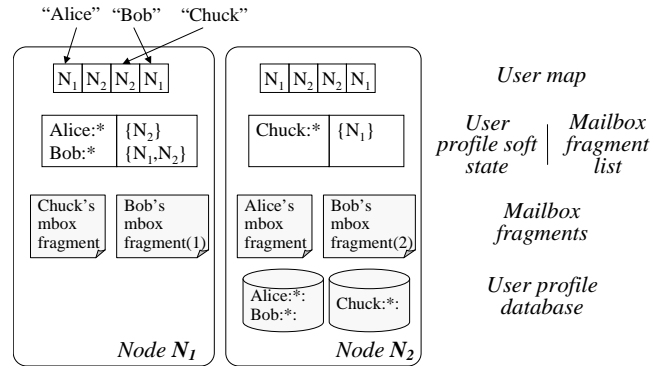 “Alice” “Bob” “Chuck”
N1 N2 N2 N1
N1 N2 N2 N1
User map
Alice:* {N2}
Bob:* {N1,N2}
Chuck:* {N1}
User
profile soft
state
Mailbox
fragment
list
Chuck's
mbox
fragment
Bob's
mbox
fragment(1)
Alice's
mbox
fragment
Bob's
mbox
fragment(2)
Mailbox
fragments
Alice:*:
Bob:*:
Chuck:*:
User profile
database
Node N1
Node N2